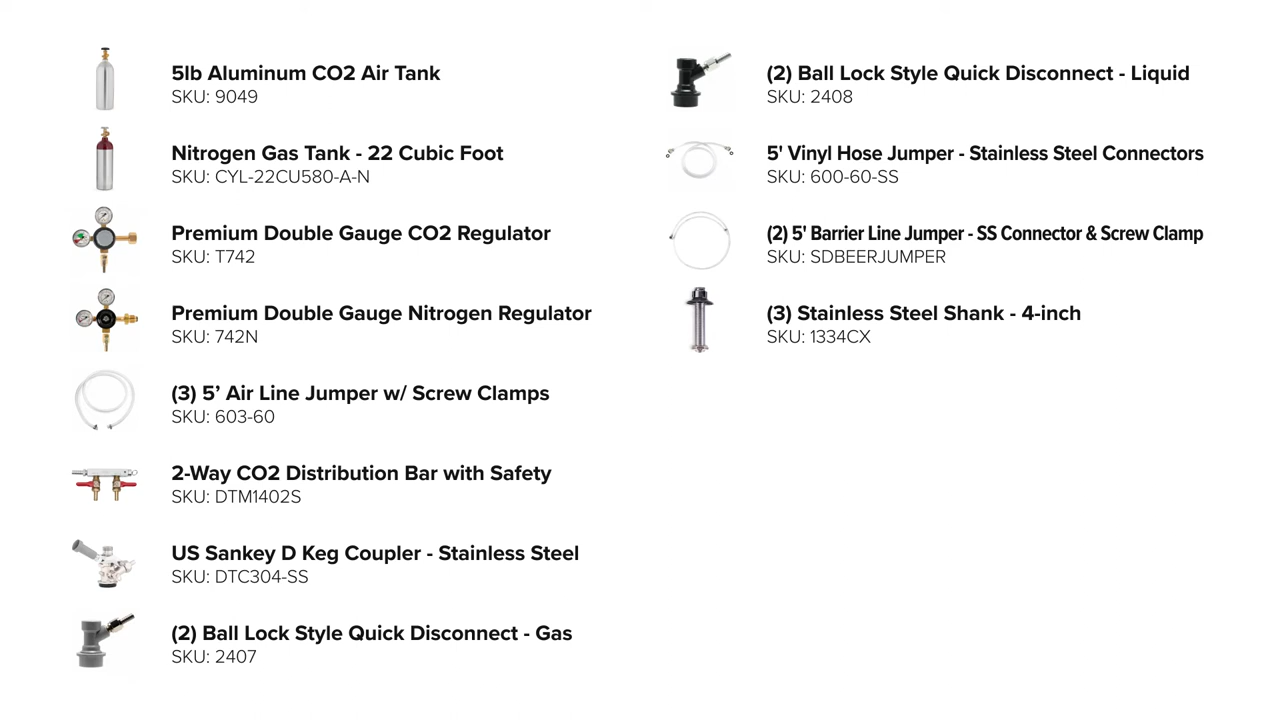 5lb Aluminum CO2 Air Tank
SKU: 9049
Nitrogen Gas Tank - 22 Cubic Foot
SKU: CYL-22CU580-A-N
Premium Double Gauge CO2 Regulator
SKU: T742
Premium Double Gauge Nitrogen Regulator
SKU: 742N
(3) 5’ Air Line Jumper w/ Screw Clamps
SKU: 603-60
2-Way CO2 Distribution Bar with Safety
SKU: DTM1402S
US Sankey D Keg Coupler - Stainless Steel
SKU: DTC304-SS
(2) Ball Lock Style Quick Disconnect - Gas
SKU: 2407
(2) Ball Lock Style Quick Disconnect - Liquid
SKU: 2408
5' Vinyl Hose Jumper - Stainless Steel Connectors
SKU: 600-60-SS
(2) 5' Barrier Line Jumper - SS Connector & Screw Clamp
SKU: SDBEERJUMPER
(3) Stainless Steel Shank - 4-inch
SKU: 1334CX